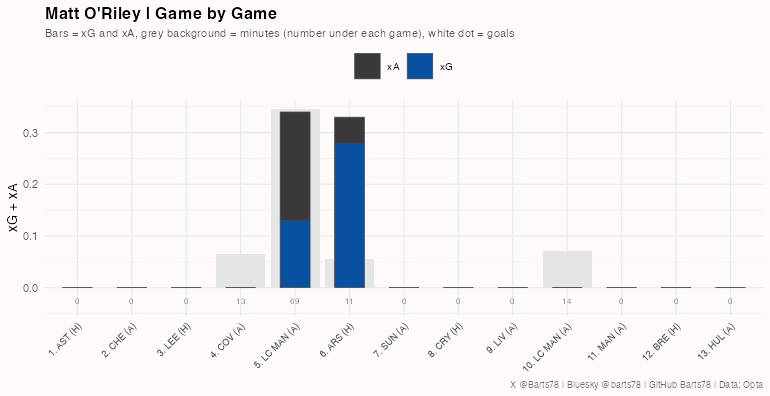 Matt O'Riley | Game by Game
Bars = xG and xA, grey background = minutes (number under each game), white dot = goals
xA xG
xG + xA
0.3
0.2
0.1
0.0
0 0 0 13 69 11 0 0 0 14 0 0 0
1. AST (H)
2. CHE (A)
3. LEE (H)
4. COV (A)
5. LC MAN (A)
6. ARS (H)
7. SUN (A)
8. CRY (H)
9. LIV (A)
10. LC MAN (A)
11. MAN (A)
12. BRE (H)
13. HUL (A)
X @Barts78 | Bluesky @barts78 | GitHub Barts78 | Data: Opta